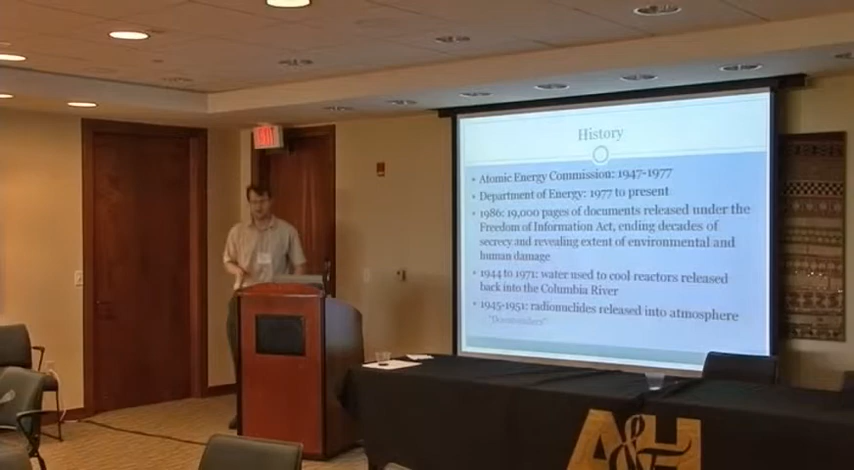 EXIT
History
• Atomic Energy Commission: 1947-1977
• Department of Energy: 1977 to present
• 1986: 19,000 pages of documents released under the
Freedom of Information Act, ending decades of
secrecy and revealing extent of environmental and
human damage
• 1944 to 1971: water used to cool reactors released
back into the Columbia River
• 1945-1951: radionuclides released into atmosphere
"Downwinders"
A&H